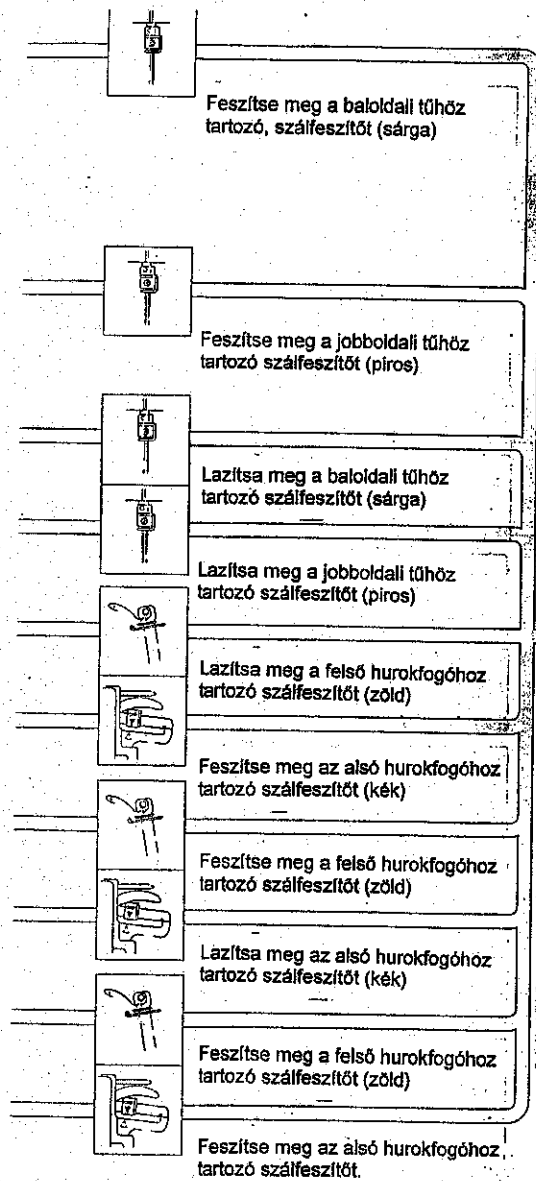 Feszítse meg a baloldali tűhöz
tartozó, szálfeszítőt (sárga)
Feszítse meg a jobboldali tűhöz
tartozó szálfeszítőt (piros)
Lazítsa meg a baloldali tűhöz
tartozó szálfeszítőt (sárga)
Lazítsa meg a jobboldali tűhöz
tartozó szálfeszítőt (piros)
Lazítsa meg a felső hurokfogóhoz
tartozó szálfeszítőt (zöld)
Feszítse meg az alsó hurokfogóhoz
tartozó szálfeszítőt (kék)
Feszítse meg a felső hurokfogóhoz
tartozó szálfeszítőt (zöld)
Lazítsa meg az alsó hurokfogóhoz
tartozó szálfeszítőt (kék)
Feszítse meg a felső hurokfogóhoz
tartozó szálfeszítőt (zöld)
Feszítse meg az alsó hurokfogóhoz
tartozó szálfeszítőt.